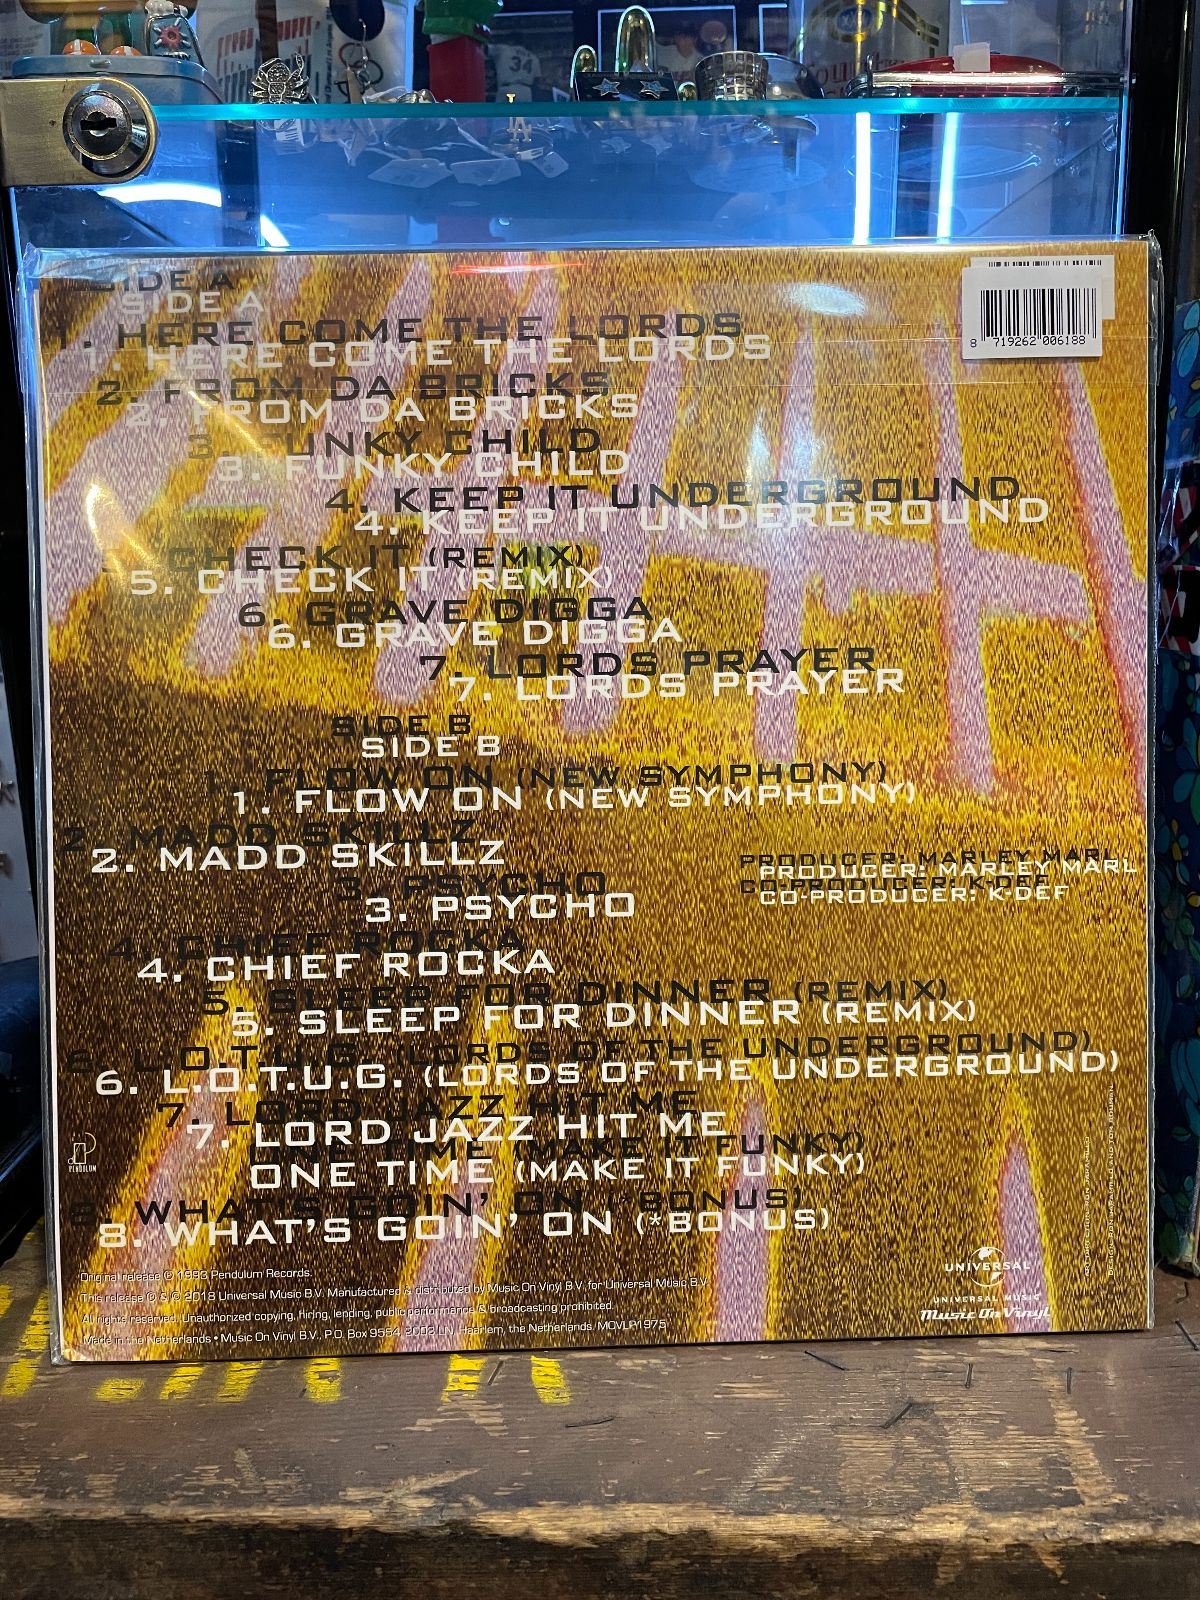 34
LA
SIDE A
1. HERE COME THE LORDS
2. FROM DA BRICKS
3. FUNKY CHILD
4. KEEP IT UNDERGROUND
5. CHECK IT (REMIX)
6. GRAVE DIGGA
7. LORDS PRAYER
SIDE B
1. FLOW ON (NEW SYMPHONY)
2. MADD SKILLZ
3. PSYCHO
4. CHIEF ROCKA
5. SLEEP FOR DINNER (REMIX)
6. L.O.T.U.G. (LORDS OF THE UNDERGROUND)
7. LORD JAZZ HIT ME
ONE TIME (MAKE IT FUNKY)
8. WHAT'S GOIN' ON (*BONUS)
PRODUCER: MARLEY MARL
CO-PRODUCER: K-DEF
8 719262 006188
PENDULUM
Original release ℗ 1993 Pendulum Records.
This release ℗ & © 2018 Universal Music B.V. Manufactured & distributed by Music On Vinyl B.V. for Universal Music B.V.
All rights reserved. Unauthorized copying, hiring, lending, public performance & broadcasting prohibited.
Made in the Netherlands • Music On Vinyl B.V., P.O. Box 9554, 2003 LN, Haarlem, the Netherlands. MOVLP1975
UNIVERSAL
UNIVERSAL MUSIC
Music On Vinyl